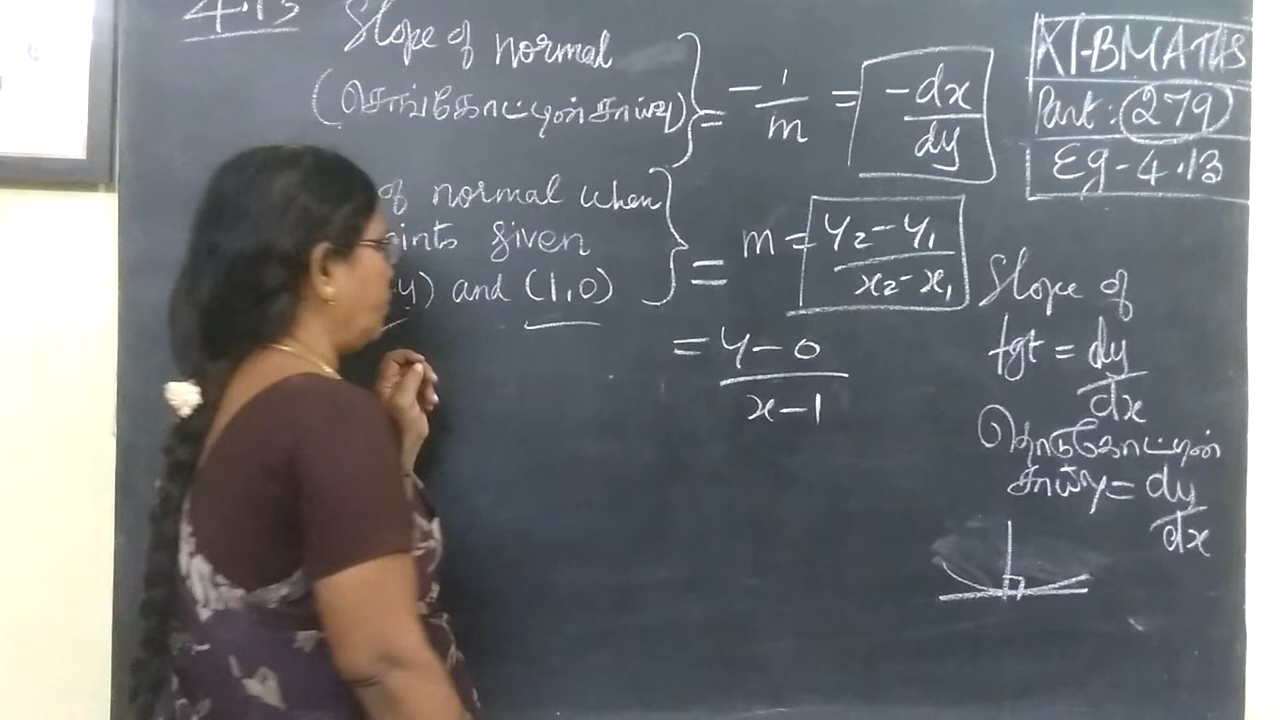 4.13 Slope of normal
(செங்கோட்டின் சாய்வு) } = -1/m = -dx/dy
of normal when
ints given
y) and (1,0) } = m = y₂-y₁/x₂-x₁
= y-0/x-1
XI-BMATHS
Part: 279
Eg-4.13
Slope of
tgt = dy/dx
தொடுகோட்டின்
சாய்வு = dy/dx